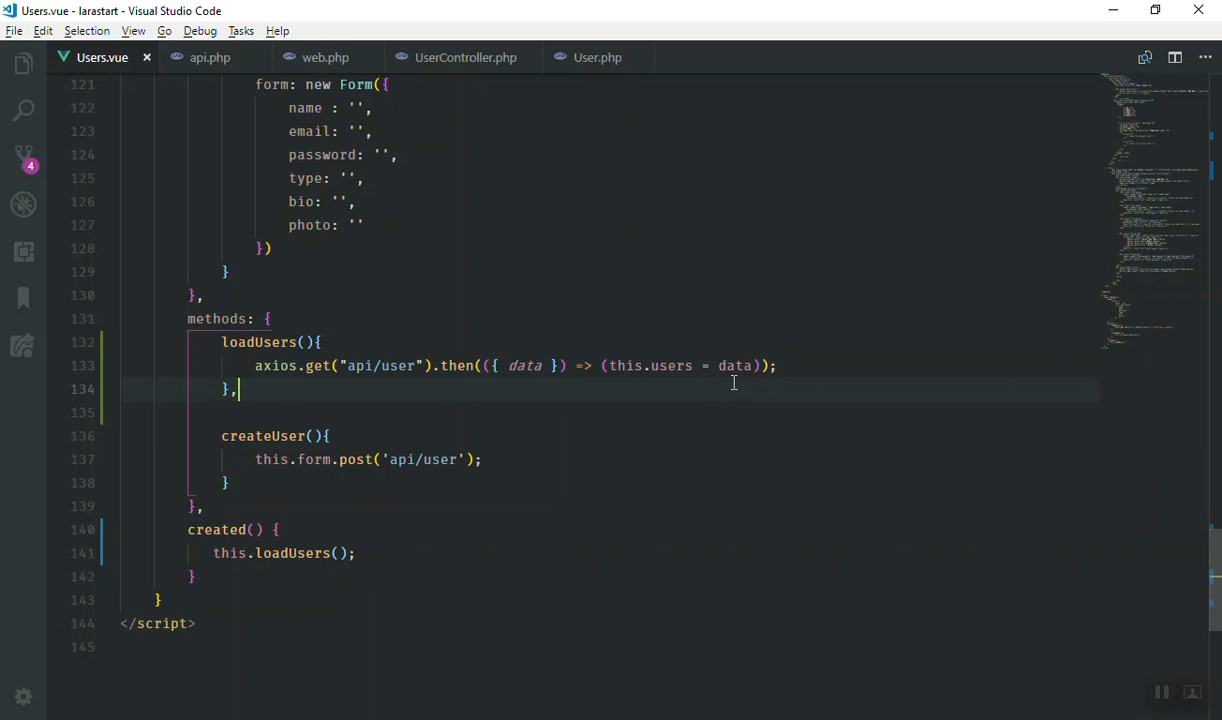 Users.vue - larastart - Visual Studio Code
File Edit Selection View Go Debug Tasks Help
Users.vue api.php web.php UserController.php User.php
121 form: new Form({
122 name : '',
123 email: '',
124 password: '',
125 type: '',
126 bio: '',
127 photo: ''
128 })
129 }
130 },
131 methods: {
132 loadUsers(){
133 axios.get("api/user").then(({ data }) => (this.users = data));
134 },
135
136 createUser(){
137 this.form.post('api/user');
138 }
139 },
140 created() {
141 this.loadUsers();
142 }
143 }
144 </script>
145
4